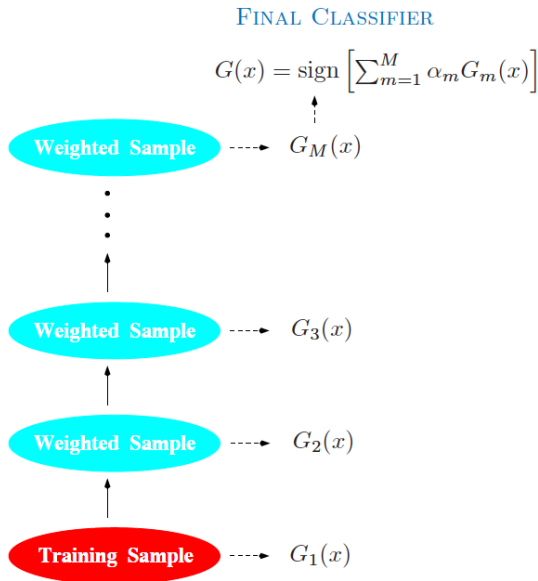 FINAL CLASSIFIER
G(x) = sign [∑_{m=1}^{M} α_m G_m(x)]
Weighted Sample G_M(x)
Weighted Sample G_3(x)
Weighted Sample G_2(x)
Training Sample G_1(x)